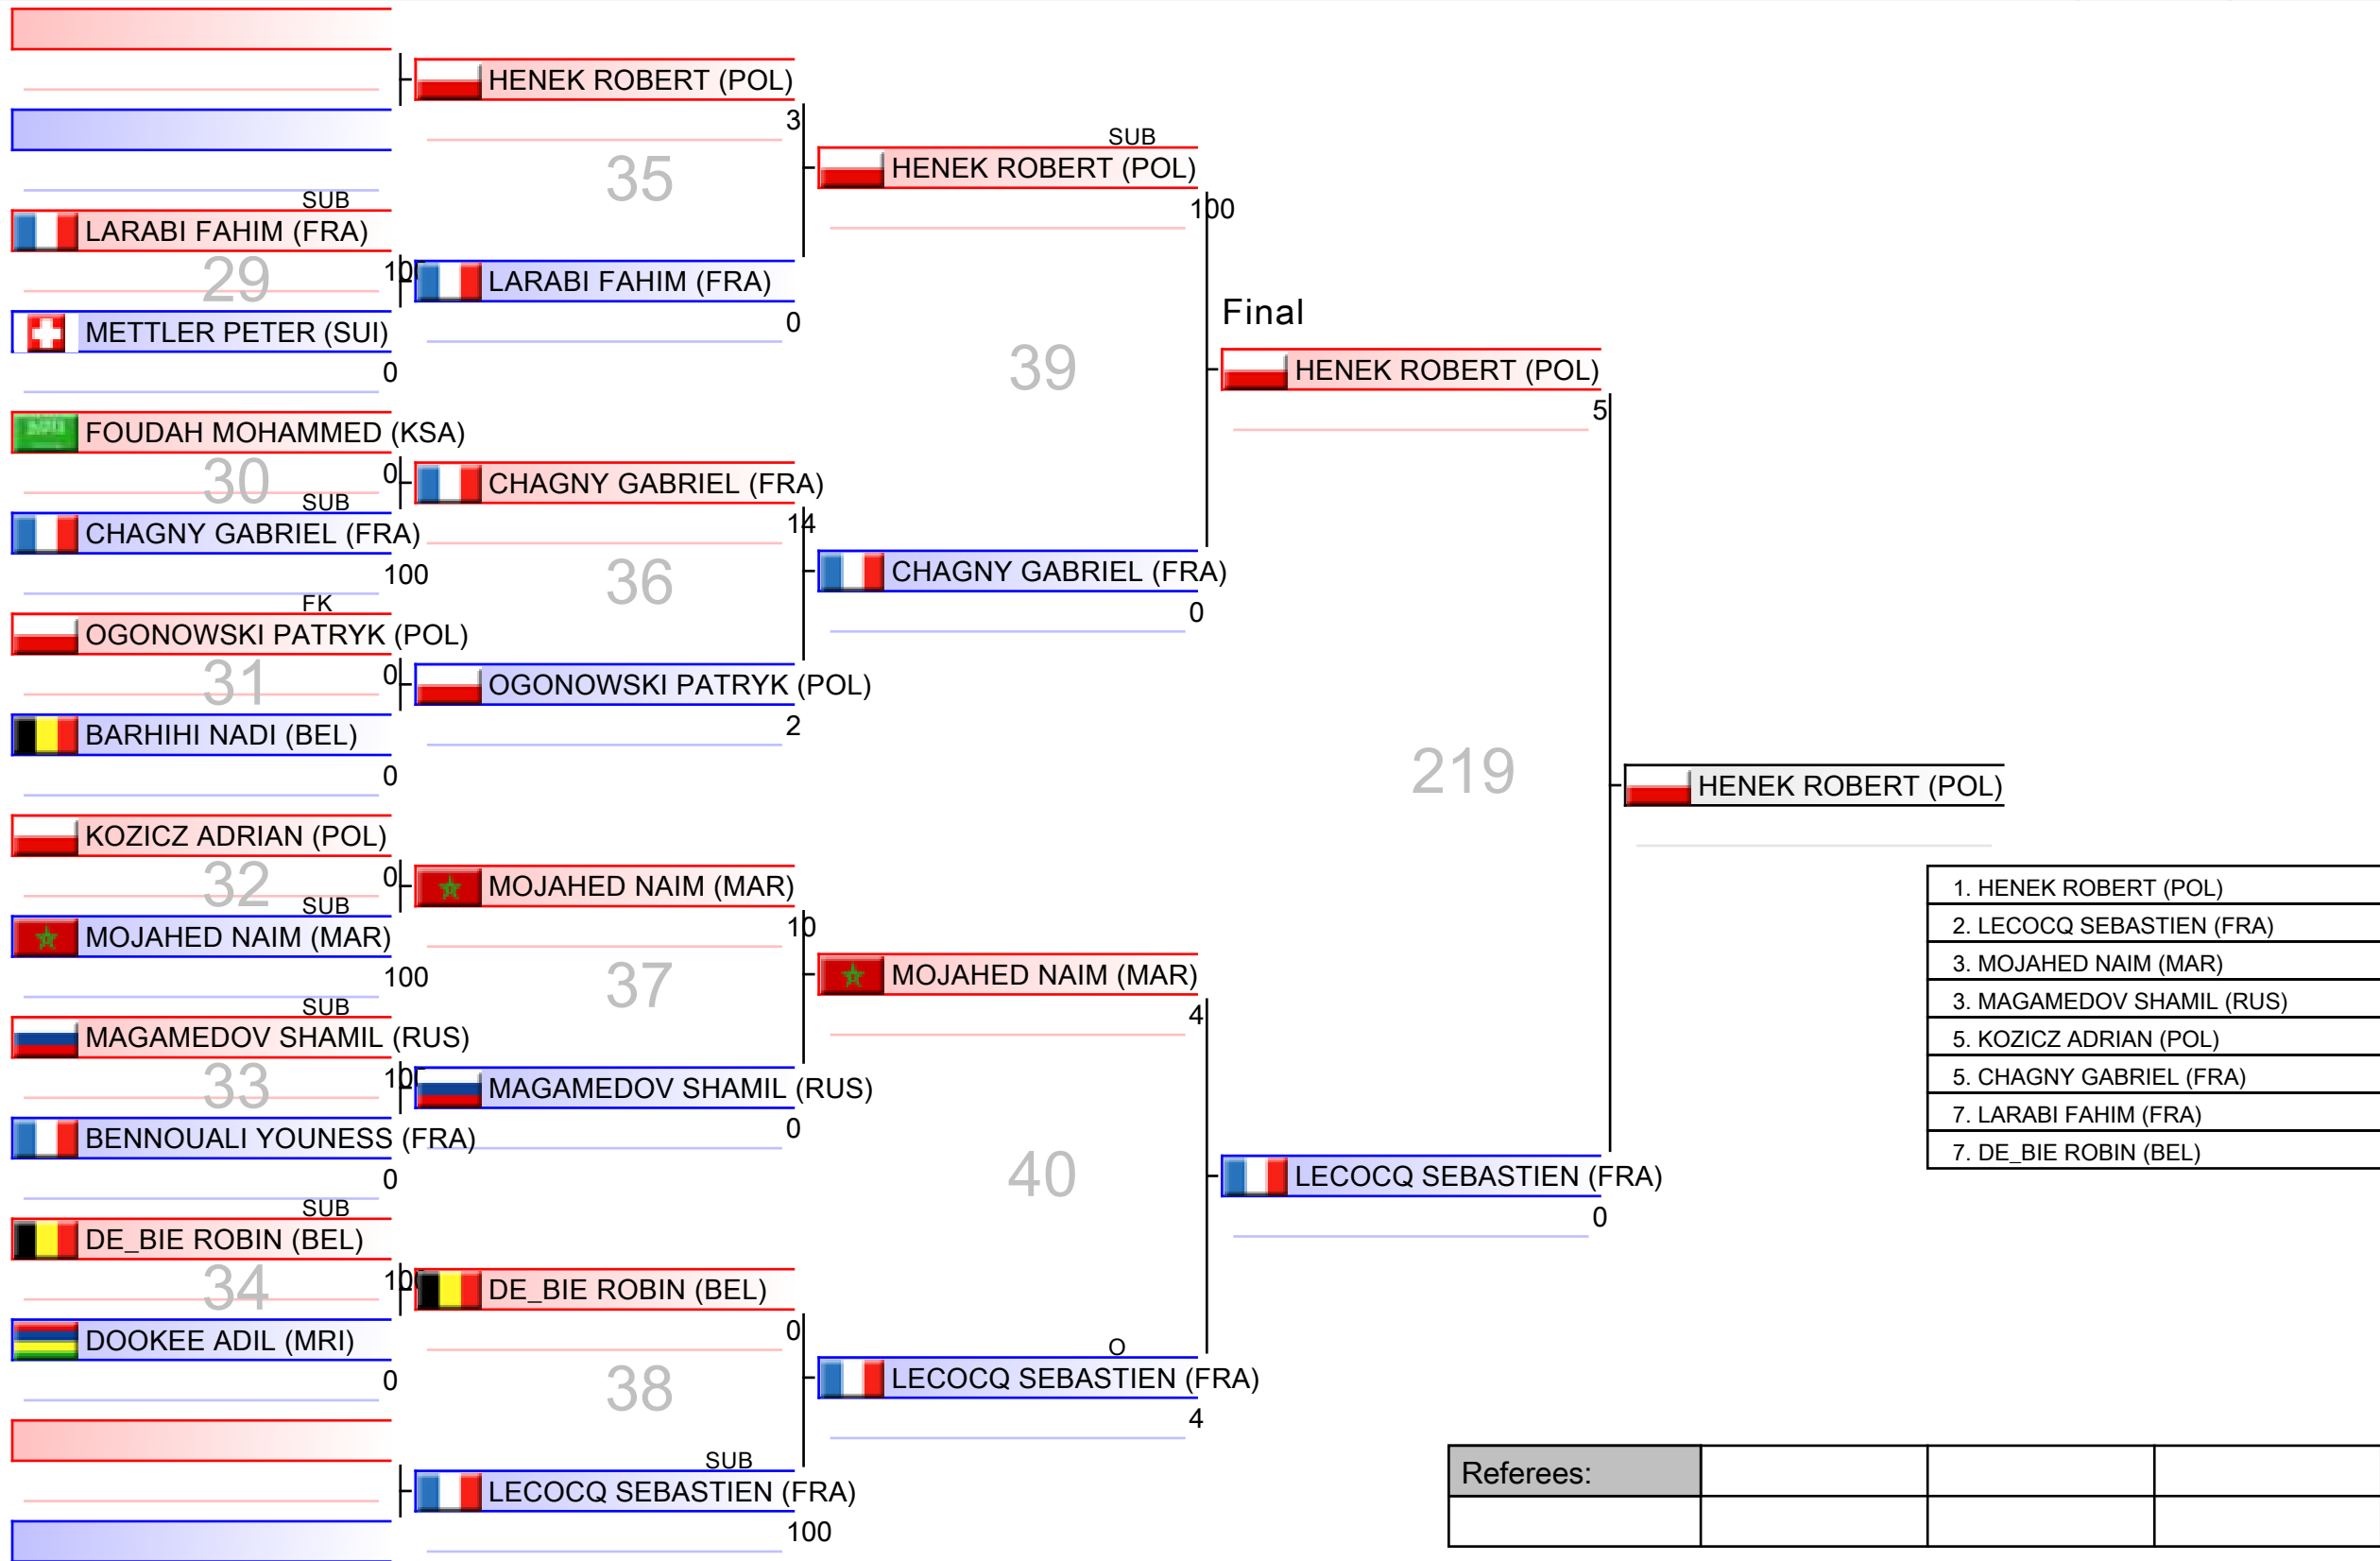 HENEK ROBERT (POL)
3
35
SUB
LARABI FAHIM (FRA)
29
100
LARABI FAHIM (FRA)
0
METTLER PETER (SUI)
0
SUB
HENEK ROBERT (POL)
100
39
FOUDAH MOHAMMED (KSA)
30
0
CHAGNY GABRIEL (FRA)
14
SUB
CHAGNY GABRIEL (FRA)
100
36
CHAGNY GABRIEL (FRA)
0
FK
OGONOWSKI PATRYK (POL)
31
0
OGONOWSKI PATRYK (POL)
2
BARHIHI NADI (BEL)
0
Final
HENEK ROBERT (POL)
5
219
HENEK ROBERT (POL)
KOZICZ ADRIAN (POL)
32
0
MOJAHED NAIM (MAR)
10
SUB
MOJAHED NAIM (MAR)
100
37
MOJAHED NAIM (MAR)
4
SUB
MAGAMEDOV SHAMIL (RUS)
33
MAGAMEDOV SHAMIL (RUS)
0
BENNOUALI YOUNESS (FRA)
0
40
LECOCQ SEBASTIEN (FRA)
0
SUB
DE_BIE ROBIN (BEL)
34
100
DE_BIE ROBIN (BEL)
0
DOOKEE ADIL (MRI)
0
38
O
LECOCQ SEBASTIEN (FRA)
4
SUB
LECOCQ SEBASTIEN (FRA)
100
1. HENEK ROBERT (POL)
2. LECOCQ SEBASTIEN (FRA)
3. MOJAHED NAIM (MAR)
3. MAGAMEDOV SHAMIL (RUS)
5. KOZICZ ADRIAN (POL)
5. CHAGNY GABRIEL (FRA)
7. LARABI FAHIM (FRA)
7. DE_BIE ROBIN (BEL)
Referees: